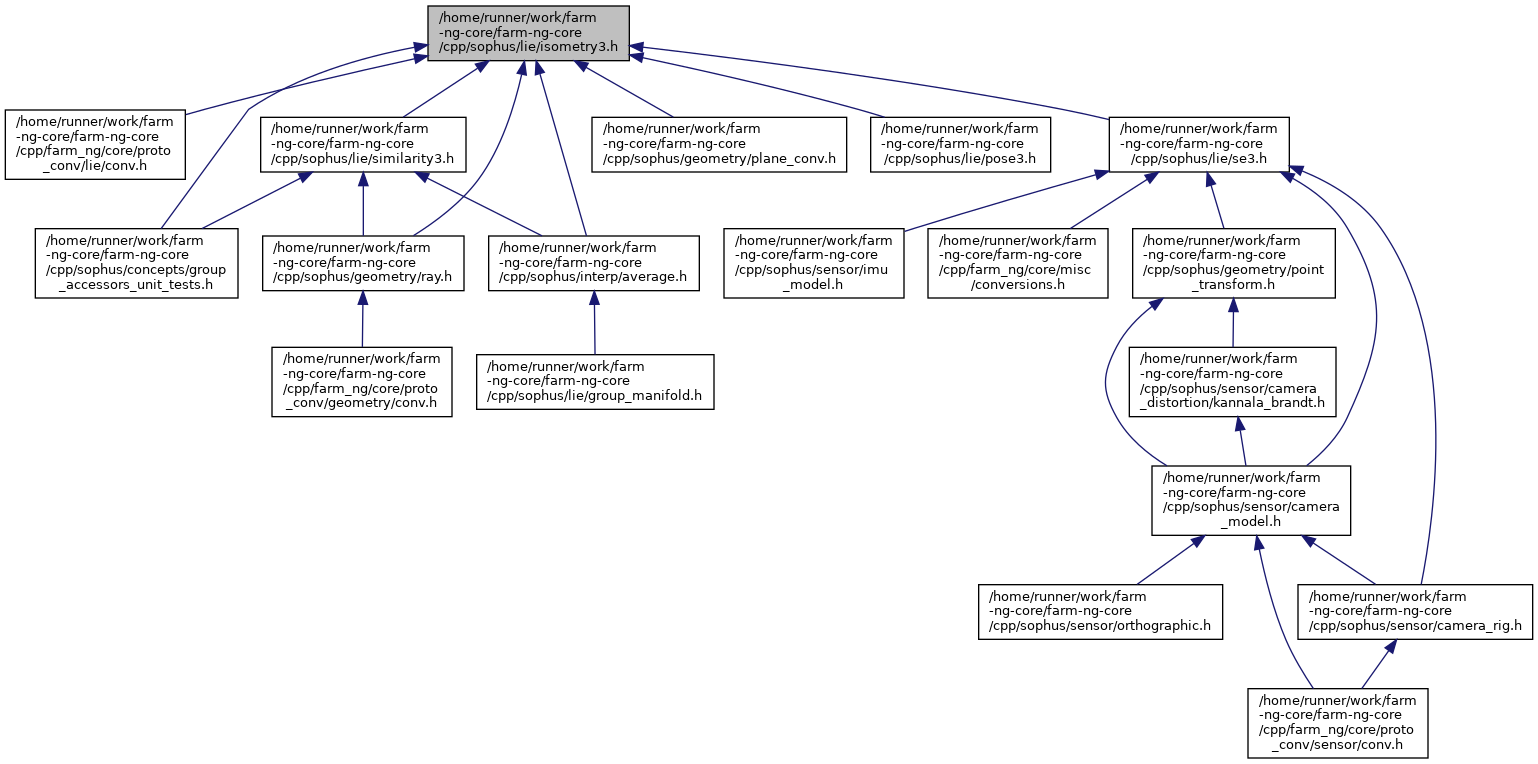 /home/runner/work/farm
-ng-core/farm-ng-core
/cpp/sophus/lie/isometry3.h
/home/runner/work/farm
-ng-core/farm-ng-core
/cpp/farm_ng/core/proto
_conv/lie/conv.h
/home/runner/work/farm
-ng-core/farm-ng-core
/cpp/sophus/lie/similarity3.h
/home/runner/work/farm
-ng-core/farm-ng-core
/cpp/sophus/geometry/plane_conv.h
/home/runner/work/farm
-ng-core/farm-ng-core
/cpp/sophus/lie/pose3.h
/home/runner/work/farm
-ng-core/farm-ng-core
/cpp/sophus/lie/se3.h
/home/runner/work/farm
-ng-core/farm-ng-core
/cpp/sophus/concepts/group
_accessors_unit_tests.h
/home/runner/work/farm
-ng-core/farm-ng-core
/cpp/sophus/geometry/ray.h
/home/runner/work/farm
-ng-core/farm-ng-core
/cpp/sophus/interp/average.h
/home/runner/work/farm
-ng-core/farm-ng-core
/cpp/sophus/sensor/imu
_model.h
/home/runner/work/farm
-ng-core/farm-ng-core
/cpp/farm_ng/core/misc
/conversions.h
/home/runner/work/farm
-ng-core/farm-ng-core
/cpp/sophus/geometry/point
_transform.h
/home/runner/work/farm
-ng-core/farm-ng-core
/cpp/farm_ng/core/proto
_conv/geometry/conv.h
/home/runner/work/farm
-ng-core/farm-ng-core
/cpp/sophus/lie/group_manifold.h
/home/runner/work/farm
-ng-core/farm-ng-core
/cpp/sophus/sensor/camera
_distortion/kannala_brandt.h
/home/runner/work/farm
-ng-core/farm-ng-core
/cpp/sophus/sensor/camera
_model.h
/home/runner/work/farm
-ng-core/farm-ng-core
/cpp/sophus/sensor/orthographic.h
/home/runner/work/farm
-ng-core/farm-ng-core
/cpp/sophus/sensor/camera_rig.h
/home/runner/work/farm
-ng-core/farm-ng-core
/cpp/farm_ng/core/proto
_conv/sensor/conv.h